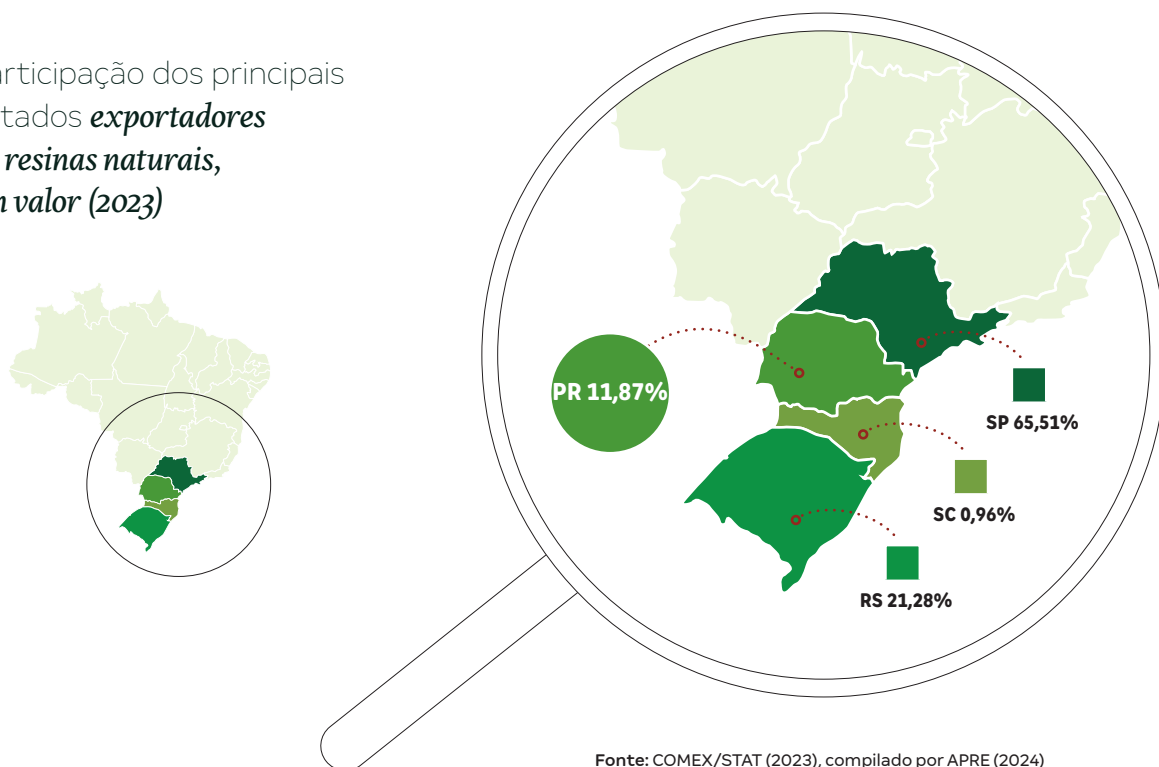 rticipação dos principais
tados exportadores
resinas naturais,
valor (2023)
PR 11,87%
SP 65,51%
SC 0,96%
RS 21,28%
Fonte: COMEX/STAT (2023), compilado por APRE (2024)